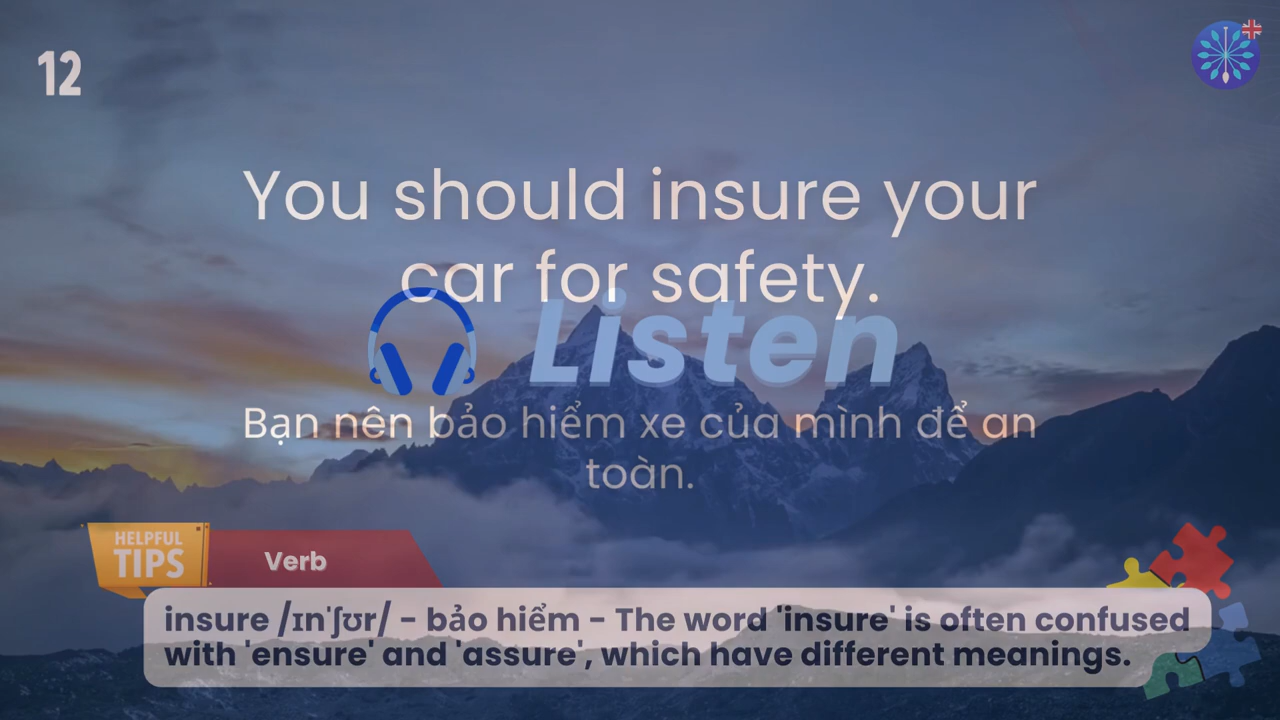 12
You should insure your
car for safety.
Listen
Bạn nên bảo hiểm xe của mình để an
toàn.
HELPFUL
TIPS
Verb
insure /ɪnˈʃʊr/ - bảo hiểm - The word 'insure' is often confused
with 'ensure' and 'assure', which have different meanings.